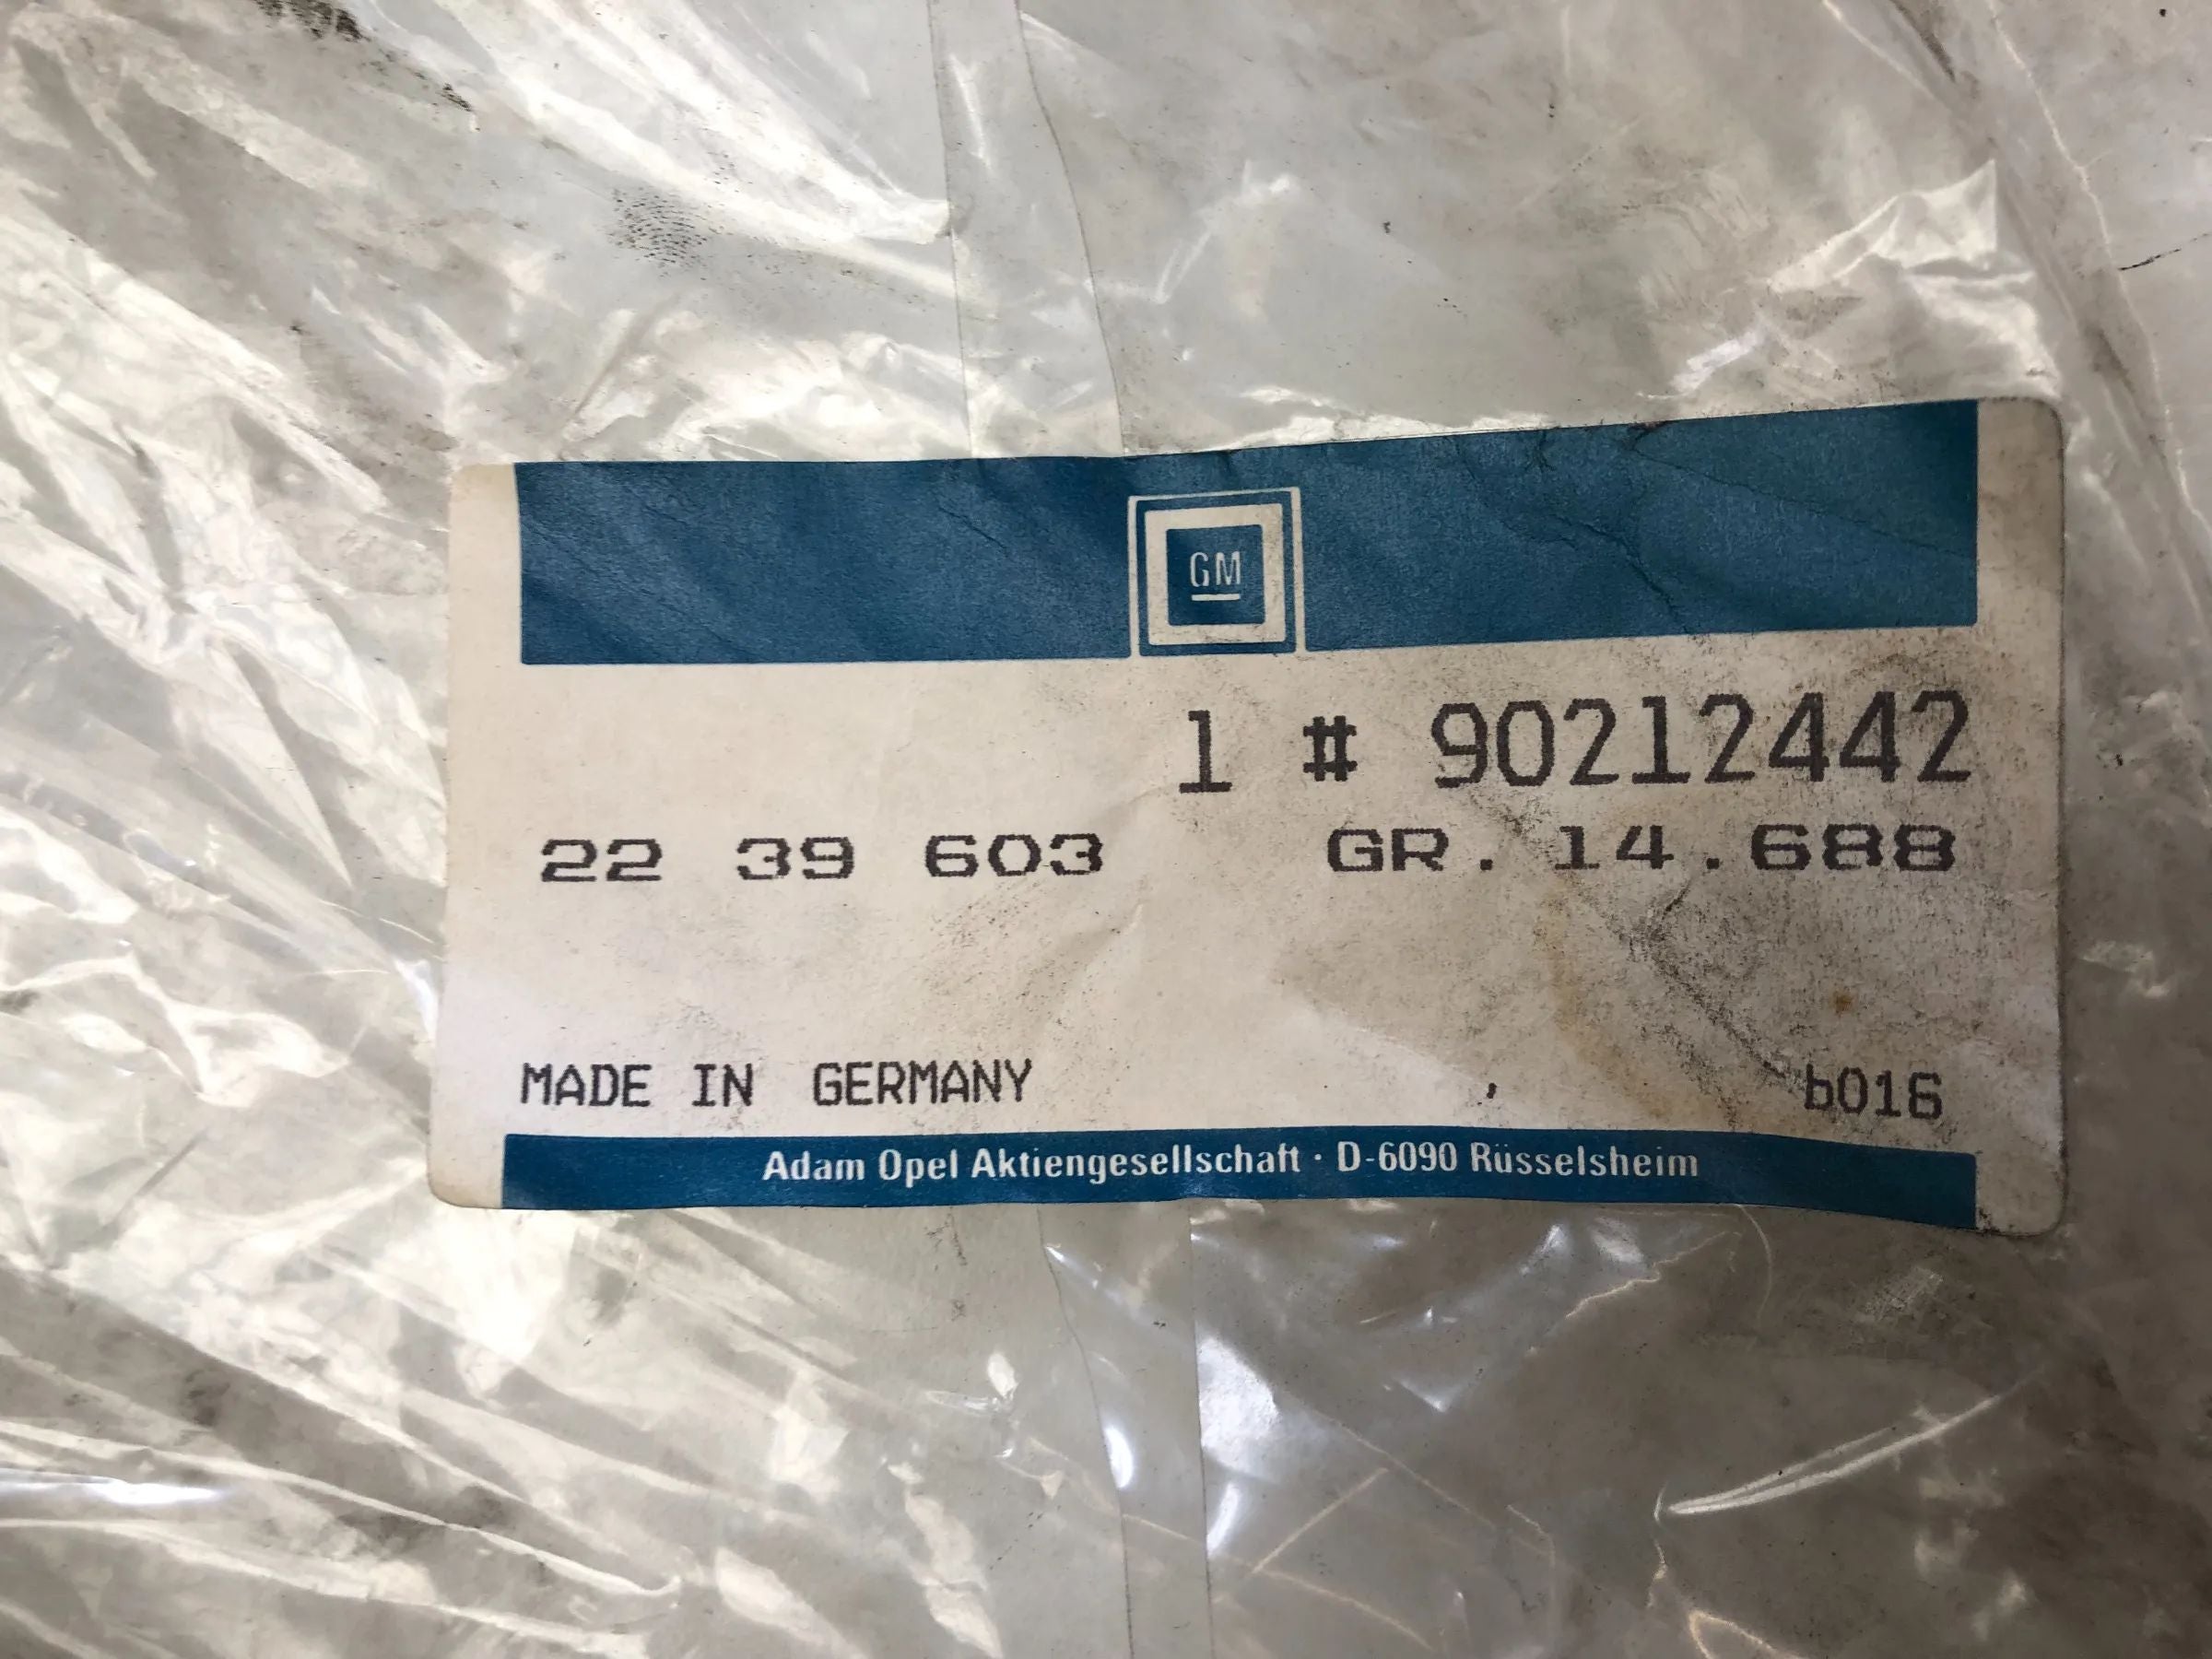 GM
1 # 90212442
22 39 603 GR. 14.688
MADE IN GERMANY b016
Adam Opel Aktiengesellschaft · D-6090 Rüsselsheim